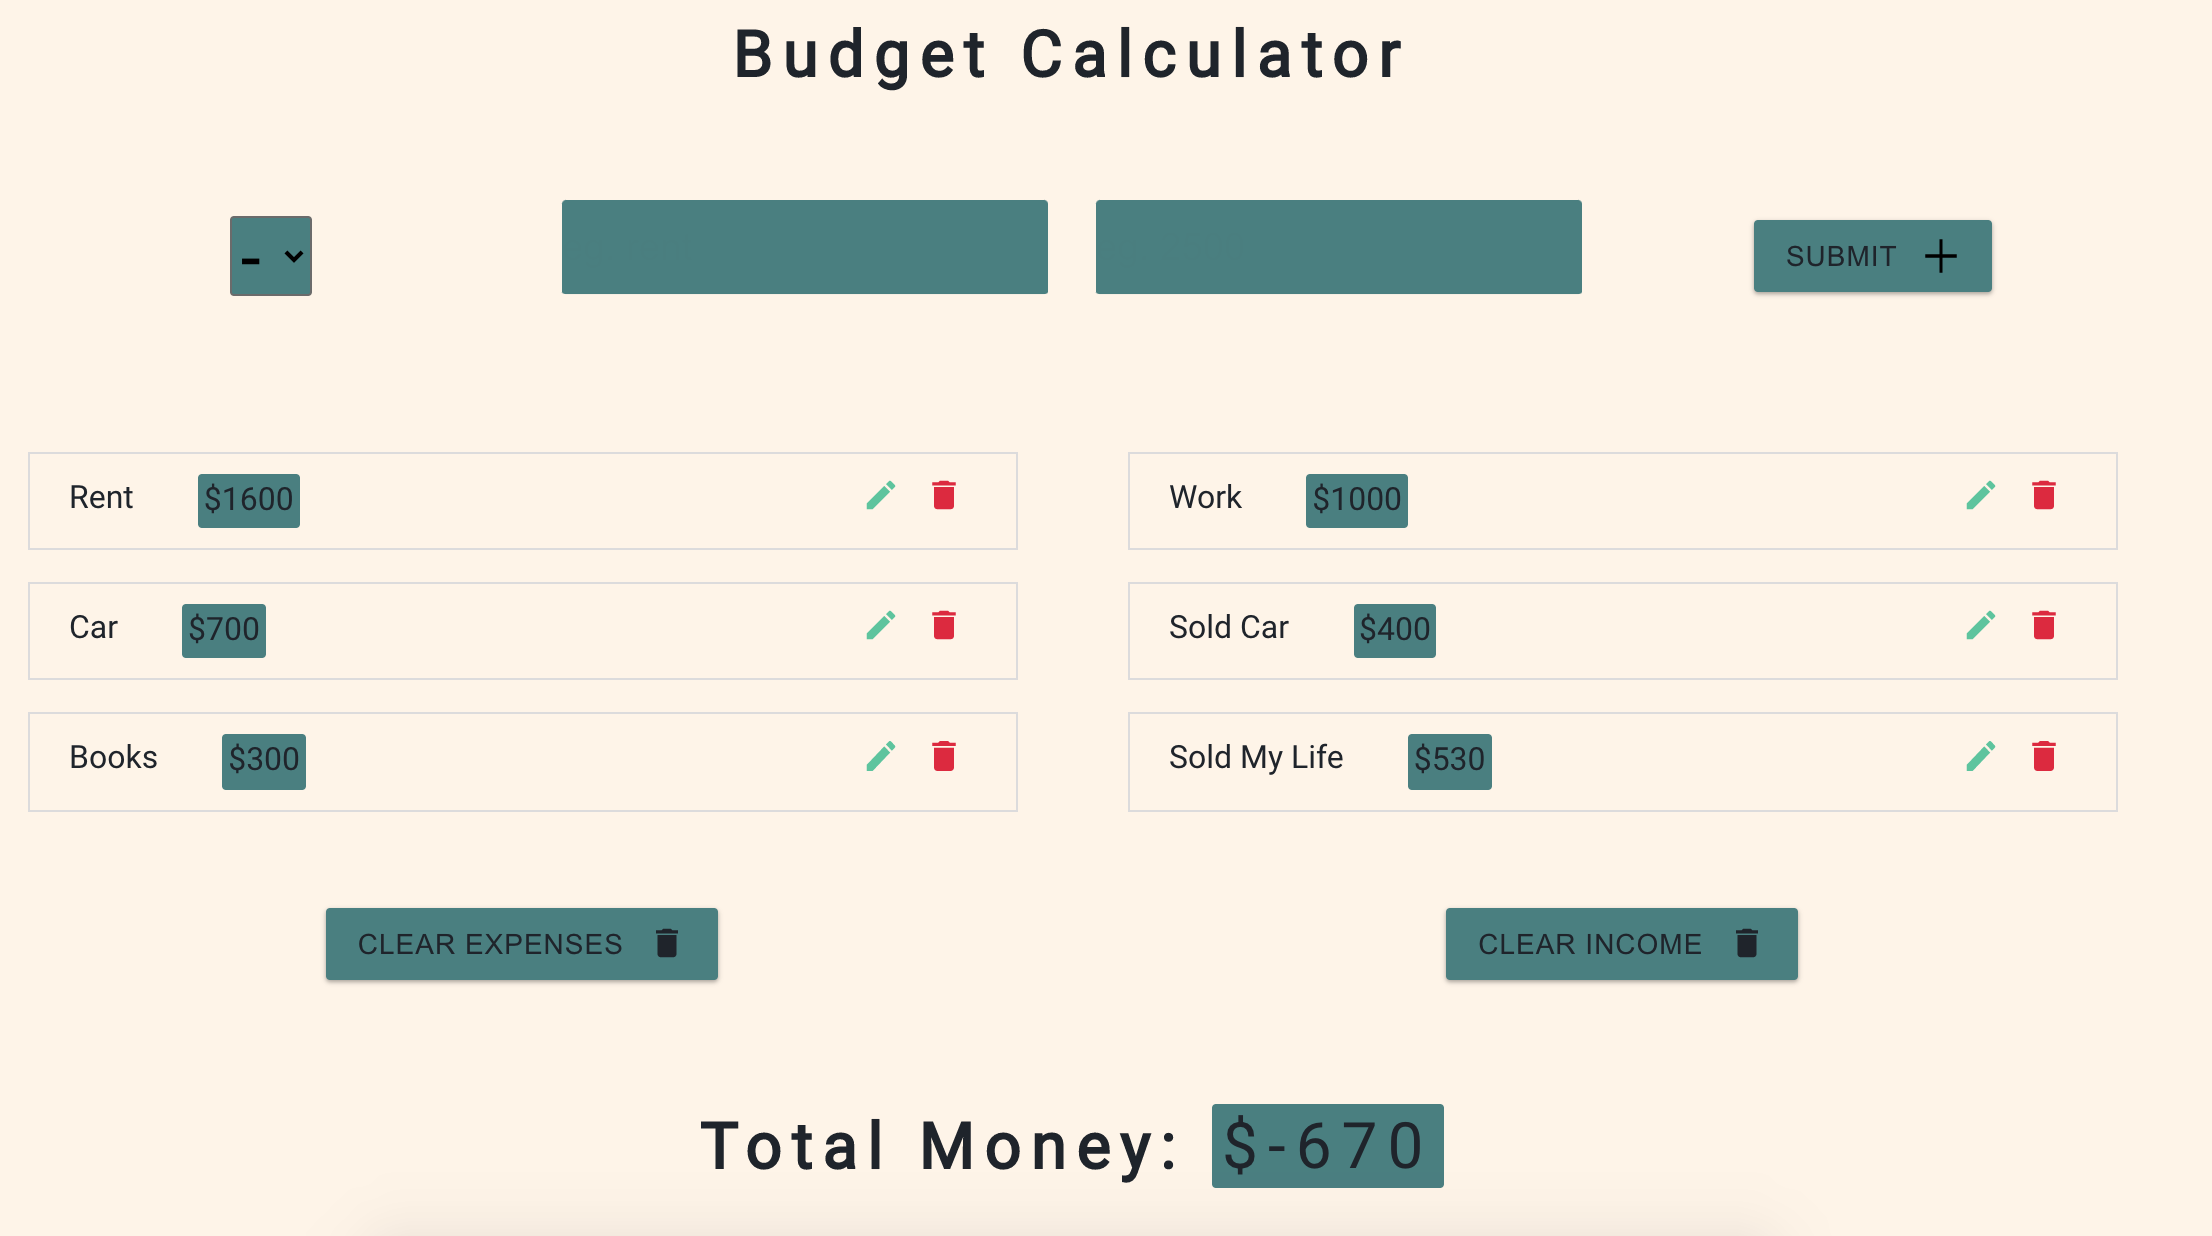 Budget Calculator
-
SUBMIT
Rent $1600
Work $1000
Car $700
Sold Car $400
Books $300
Sold My Life $530
CLEAR EXPENSES
CLEAR INCOME
Total Money: $-670